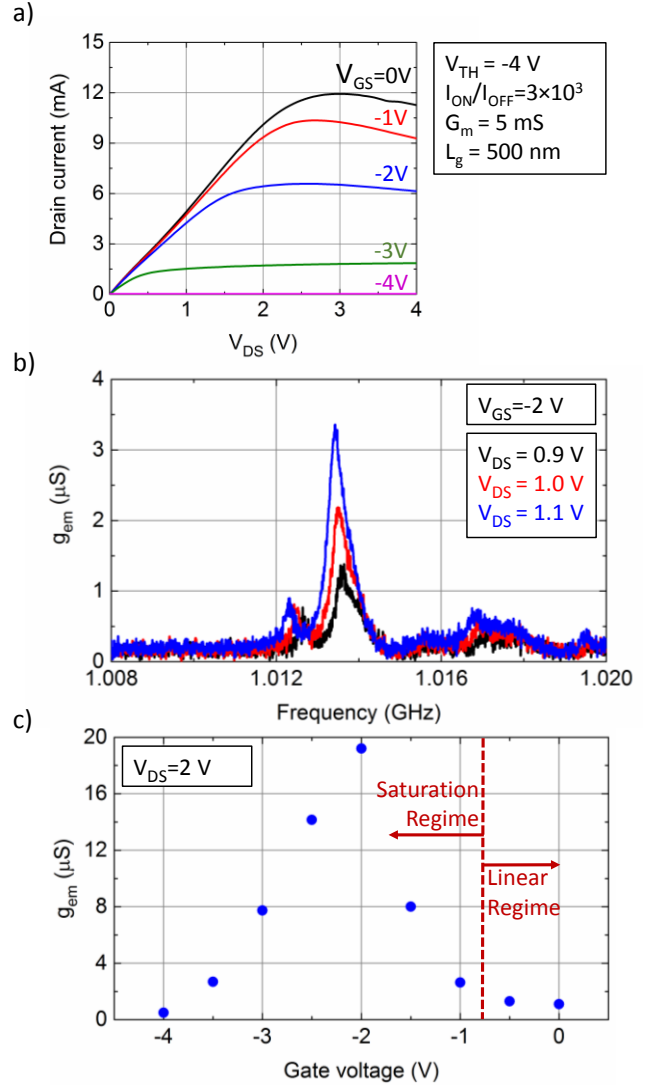 a)
Drain current (mA)
15
12
9
6
3
0
V_GS=0V
-1V
-2V
-3V
-4V
0 1 2 3 4
V_DS (V)
V_TH = -4 V
I_ON/I_OFF=3×10³
G_m = 5 mS
L_g = 500 nm
b)
g_em (µS)
4
3
2
1
0
V_GS=-2 V
V_DS = 0.9 V
V_DS = 1.0 V
V_DS = 1.1 V
1.008 1.012 1.016 1.020
Frequency (GHz)
c)
g_em (µS)
20
16
12
8
4
0
V_DS=2 V
Saturation
Regime
Linear
Regime
-4 -3 -2 -1 0
Gate voltage (V)